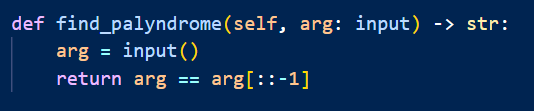 def find_palyndrome(self, arg: input) -> str:
    arg = input()
    return arg == arg[::-1]